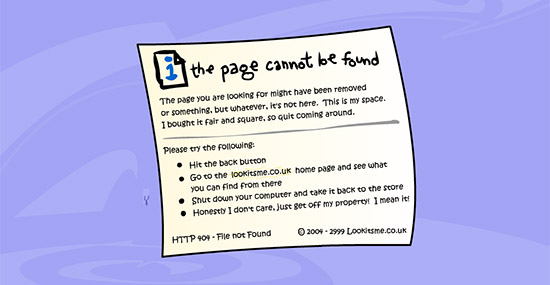 i the page cannot be found
The page you are looking for might have been removed
or something, but whatever, it's not here. This is my space.
I bought it fair and square, so quit coming around.
Please try the following:
Hit the back button
Go to the lookitsme.co.uk home page and see what
you can find from there
Shut down your computer and take it back to the store
Honestly I don't care, just get off my property! I mean it!
HTTP 404 - File not Found © 2004 - 2999 Lookitsme.co.uk